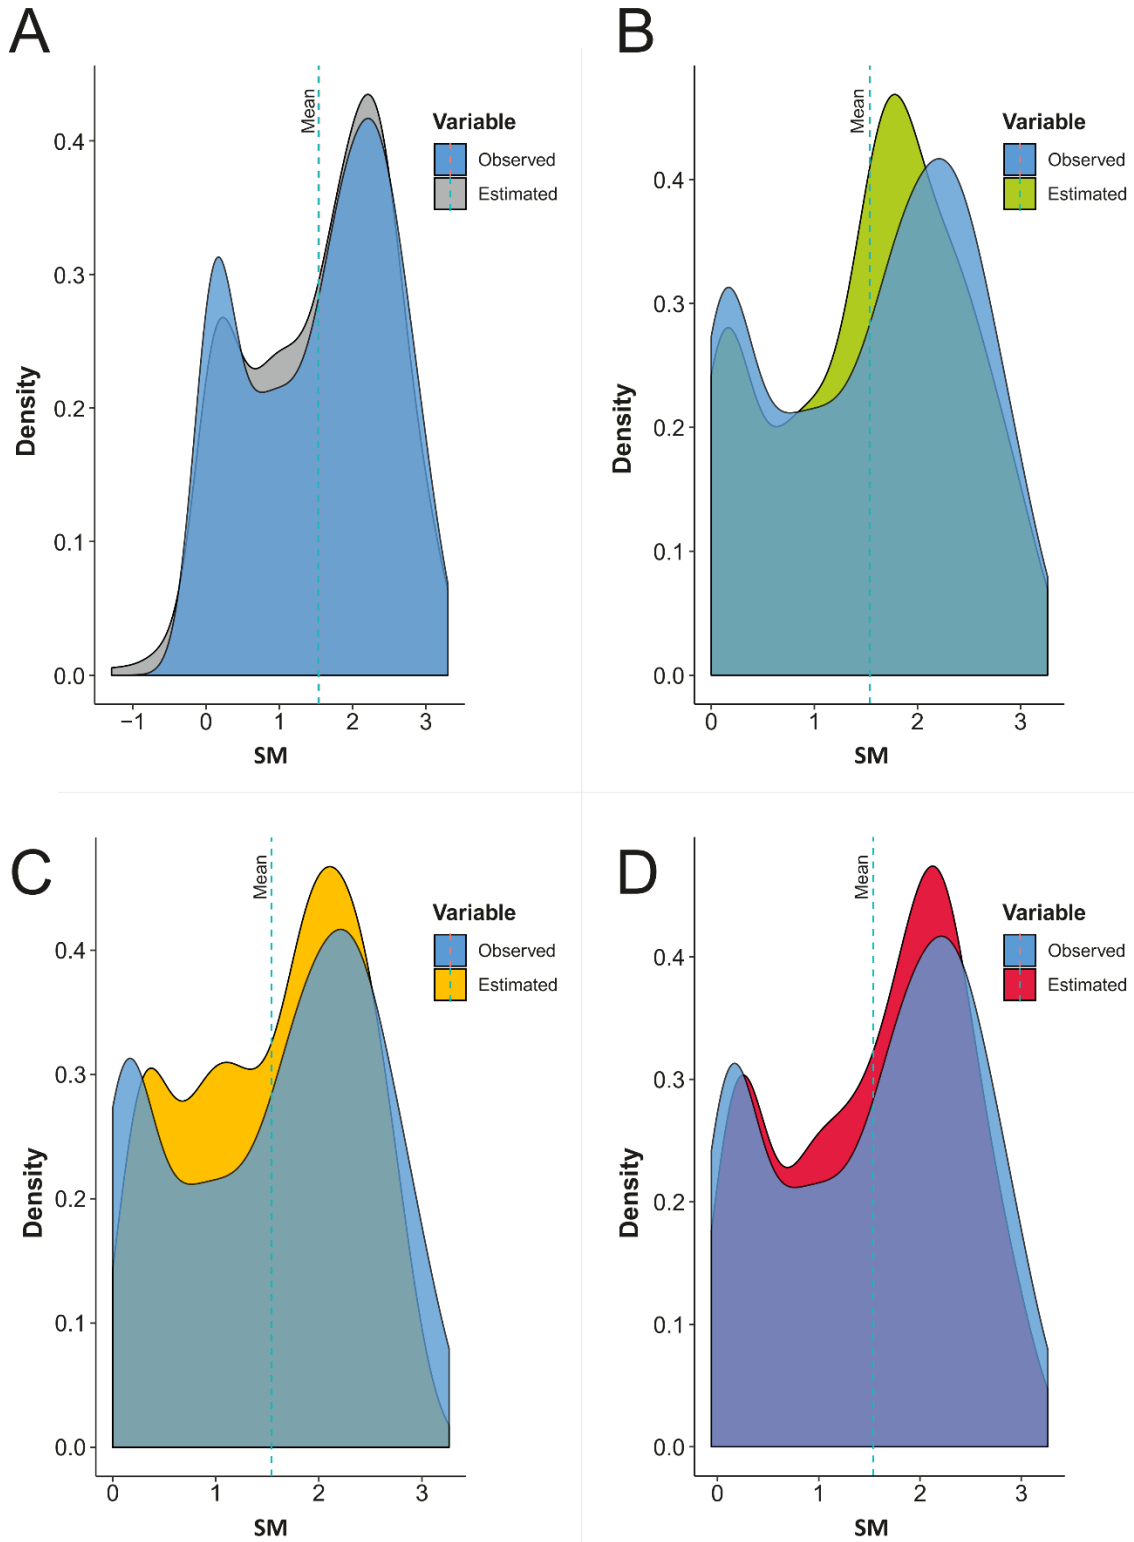 A
Mean
Variable
Observed
Estimated
0.4
0.3
0.2
0.1
0.0
Density
−1 0 1 2 3
SM
B
Mean
Variable
Observed
Estimated
0.4
0.3
0.2
0.1
0.0
Density
0 1 2 3
SM
C
Mean
Variable
Observed
Estimated
0.4
0.3
0.2
0.1
0.0
Density
0 1 2 3
SM
D
Mean
Variable
Observed
Estimated
0.4
0.3
0.2
0.1
0.0
Density
0 1 2 3
SM